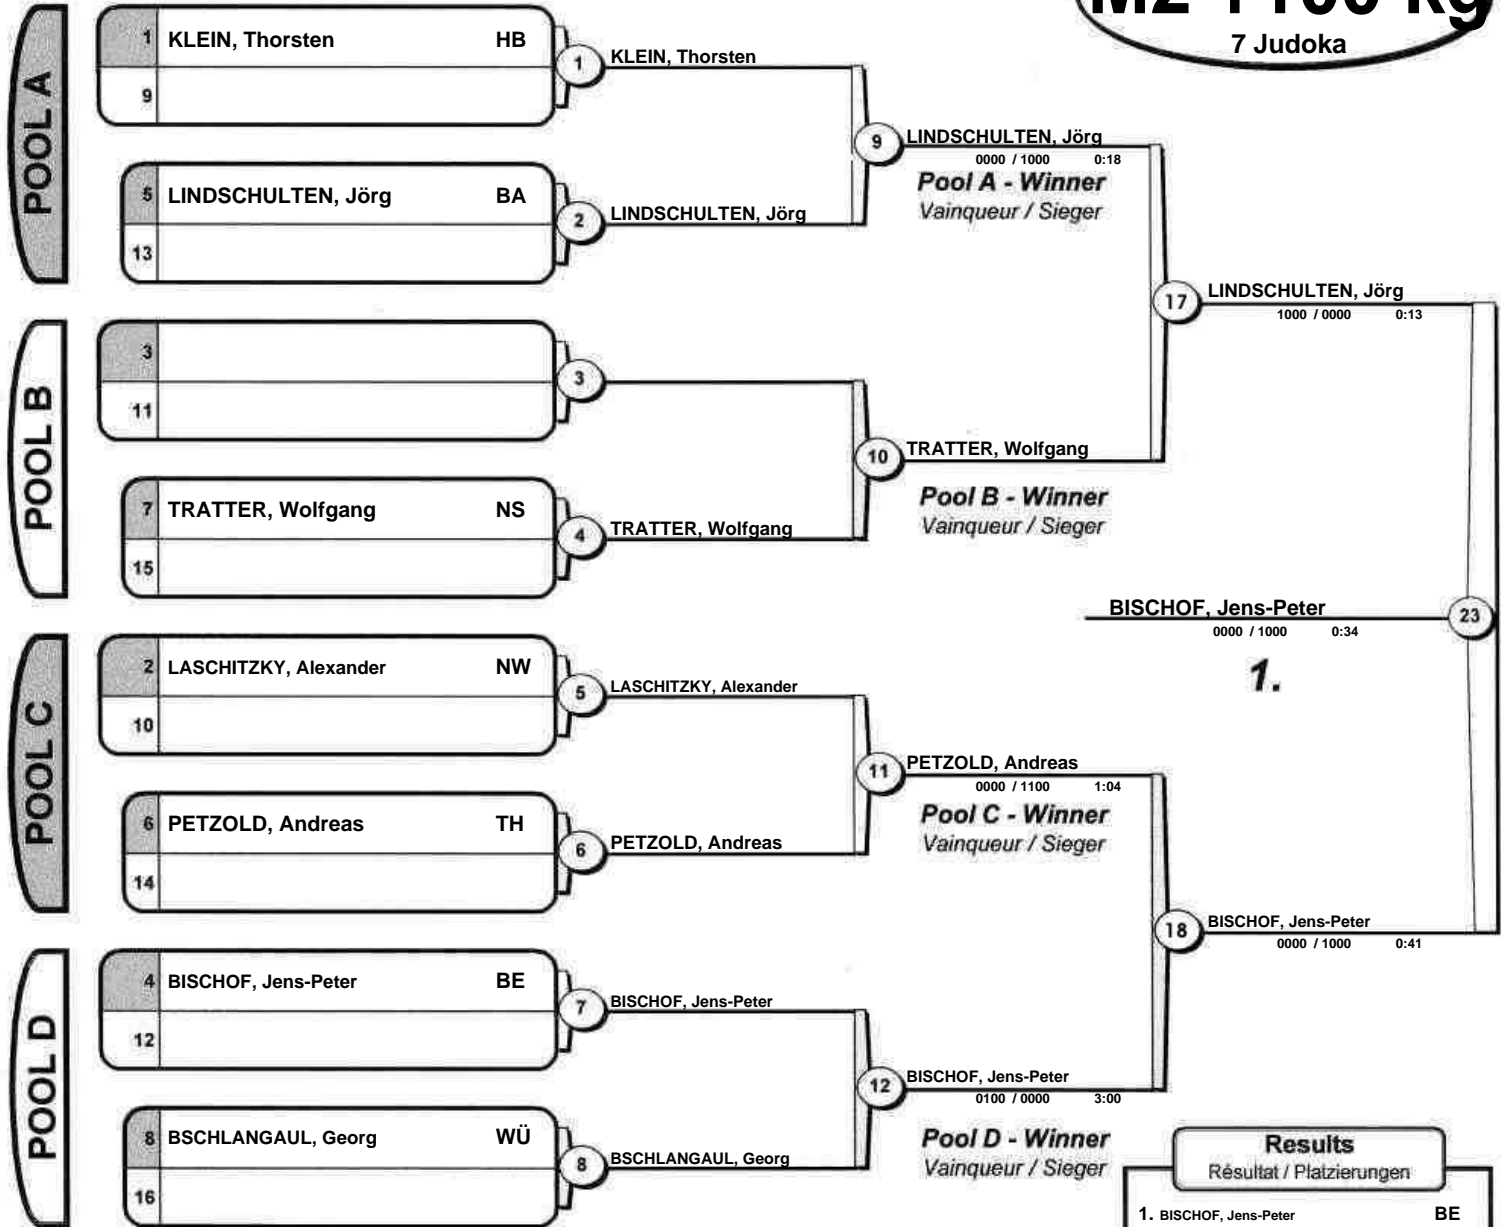 7 Judoka
POOL A
1 KLEIN, Thorsten HB
9
1 KLEIN, Thorsten
5 LINDSCHULTEN, Jörg BA
13
2 LINDSCHULTEN, Jörg
9 LINDSCHULTEN, Jörg
0000 / 1000 0:18
Pool A - Winner
Vainqueur / Sieger
POOL B
3
11
3
7 TRATTER, Wolfgang NS
15
4 TRATTER, Wolfgang
10 TRATTER, Wolfgang
Pool B - Winner
Vainqueur / Sieger
17 LINDSCHULTEN, Jörg
1000 / 0000 0:13
BISCHOF, Jens-Peter 23
0000 / 1000 0:34
1.
POOL C
2 LASCHITZKY, Alexander NW
10
5 LASCHITZKY, Alexander
6 PETZOLD, Andreas TH
14
6 PETZOLD, Andreas
11 PETZOLD, Andreas
0000 / 1100 1:04
Pool C - Winner
Vainqueur / Sieger
18 BISCHOF, Jens-Peter
0000 / 1000 0:41
POOL D
4 BISCHOF, Jens-Peter BE
12
7 BISCHOF, Jens-Peter
8 BSCHLANGAUL, Georg WÜ
16
8 BSCHLANGAUL, Georg
12 BISCHOF, Jens-Peter
0100 / 0000 3:00
Pool D - Winner
Vainqueur / Sieger
Results
Résultat / Platzierungen
1. BISCHOF, Jens-Peter BE